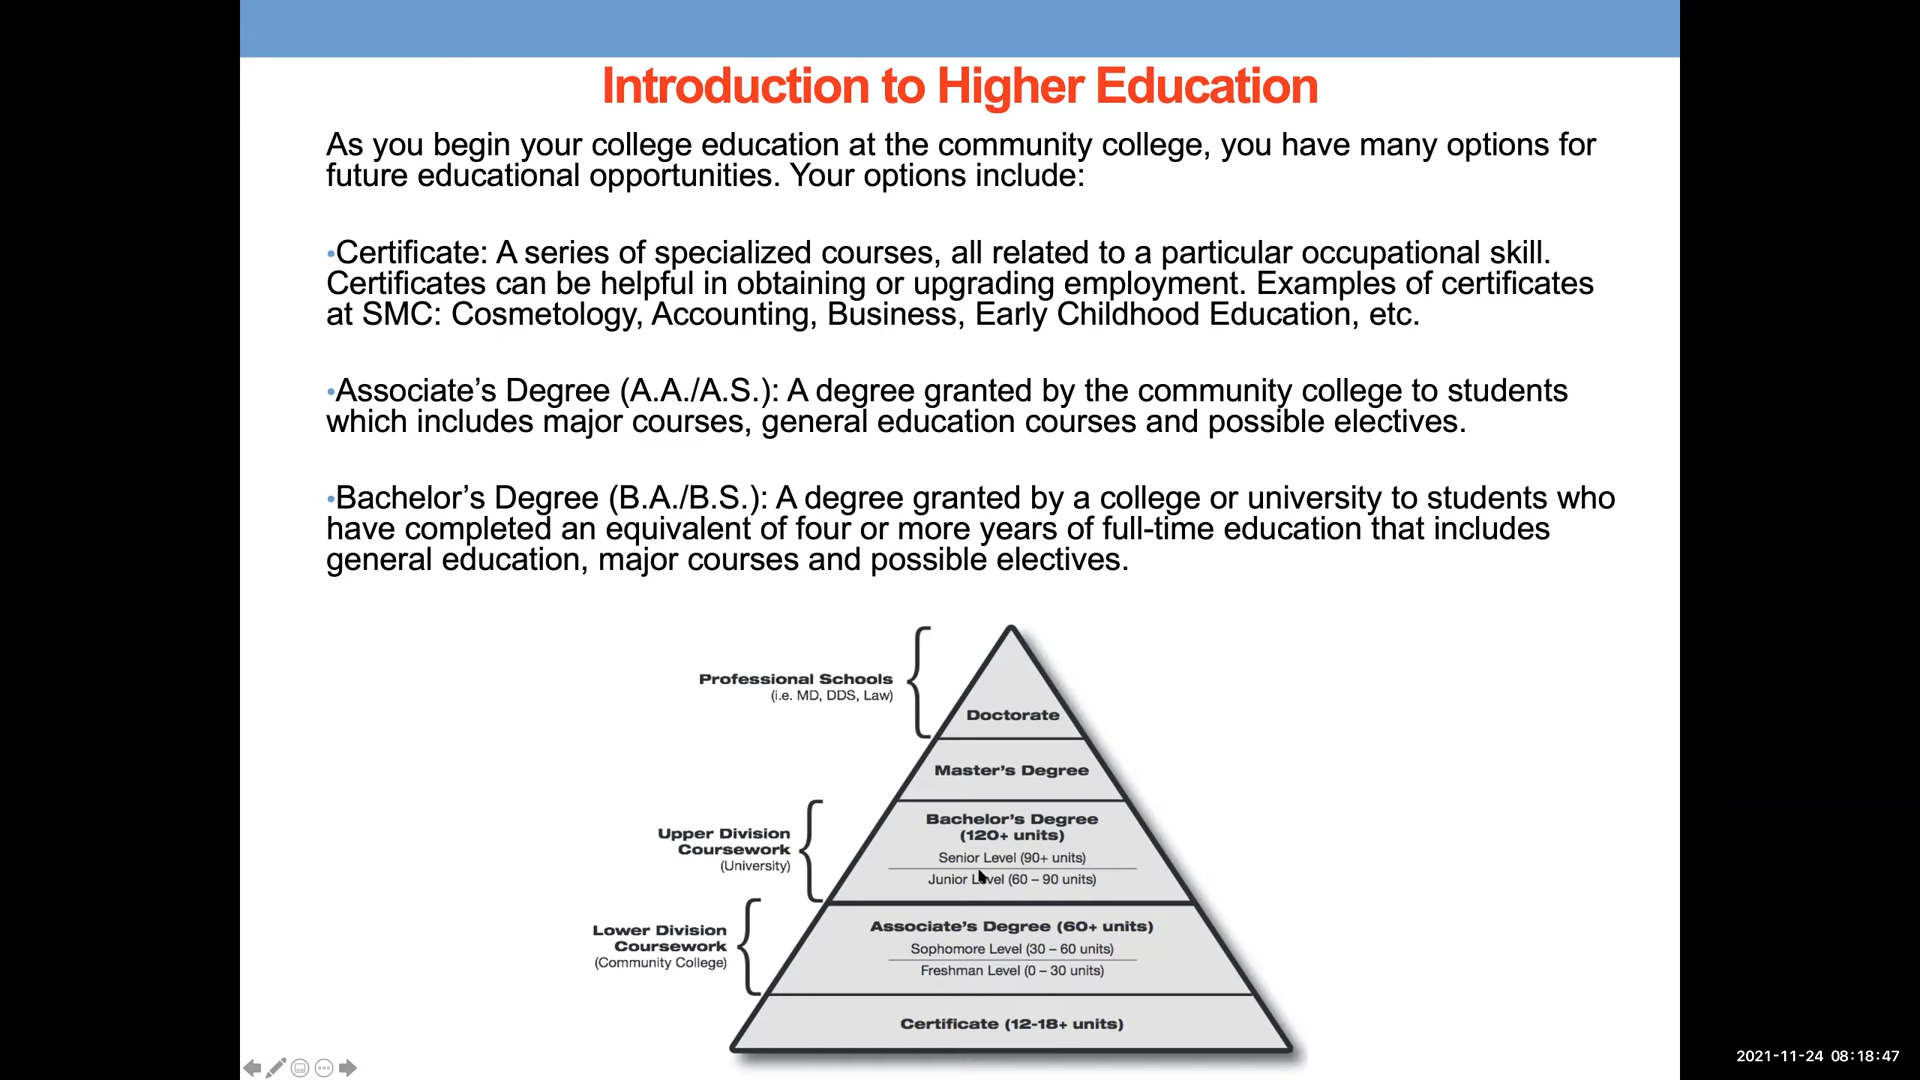 Introduction to Higher Education
As you begin your college education at the community college, you have many options for
future educational opportunities. Your options include:
•Certificate: A series of specialized courses, all related to a particular occupational skill.
Certificates can be helpful in obtaining or upgrading employment. Examples of certificates
at SMC: Cosmetology, Accounting, Business, Early Childhood Education, etc.
•Associate’s Degree (A.A./A.S.): A degree granted by the community college to students
which includes major courses, general education courses and possible electives.
•Bachelor’s Degree (B.A./B.S.): A degree granted by a college or university to students who
have completed an equivalent of four or more years of full-time education that includes
general education, major courses and possible electives.
Professional Schools
(i.e. MD, DDS, Law)
Doctorate
Master’s Degree
Upper Division
Coursework
(University)
Bachelor’s Degree
(120+ units)
Senior Level (90+ units)
Junior Level (60 – 90 units)
Lower Division
Coursework
(Community College)
Associate’s Degree (60+ units)
Sophomore Level (30 – 60 units)
Freshman Level (0 – 30 units)
Certificate (12-18+ units)
2021-11-24 08:18:47